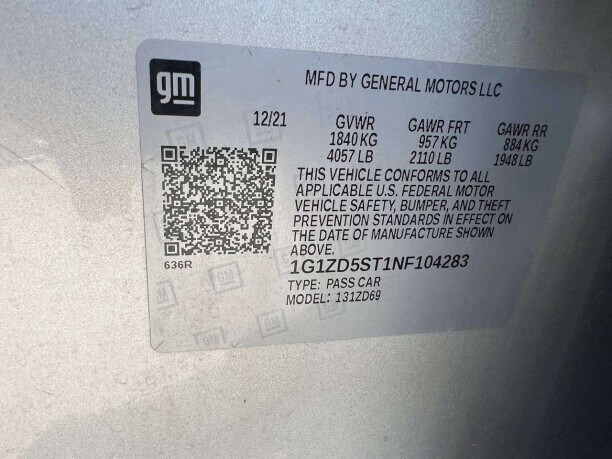 gm
MFD BY GENERAL MOTORS LLC
12/21 GVWR GAWR FRT GAWR RR
1840 KG 957 KG 884 KG
4057 LB 2110 LB 1948 LB
THIS VEHICLE CONFORMS TO ALL
APPLICABLE U.S. FEDERAL MOTOR
VEHICLE SAFETY, BUMPER, AND THEFT
PREVENTION STANDARDS IN EFFECT ON
THE DATE OF MANUFACTURE SHOWN
ABOVE.
636R
1G1ZD5ST1NF104283
TYPE: PASS CAR
MODEL: 131ZD69